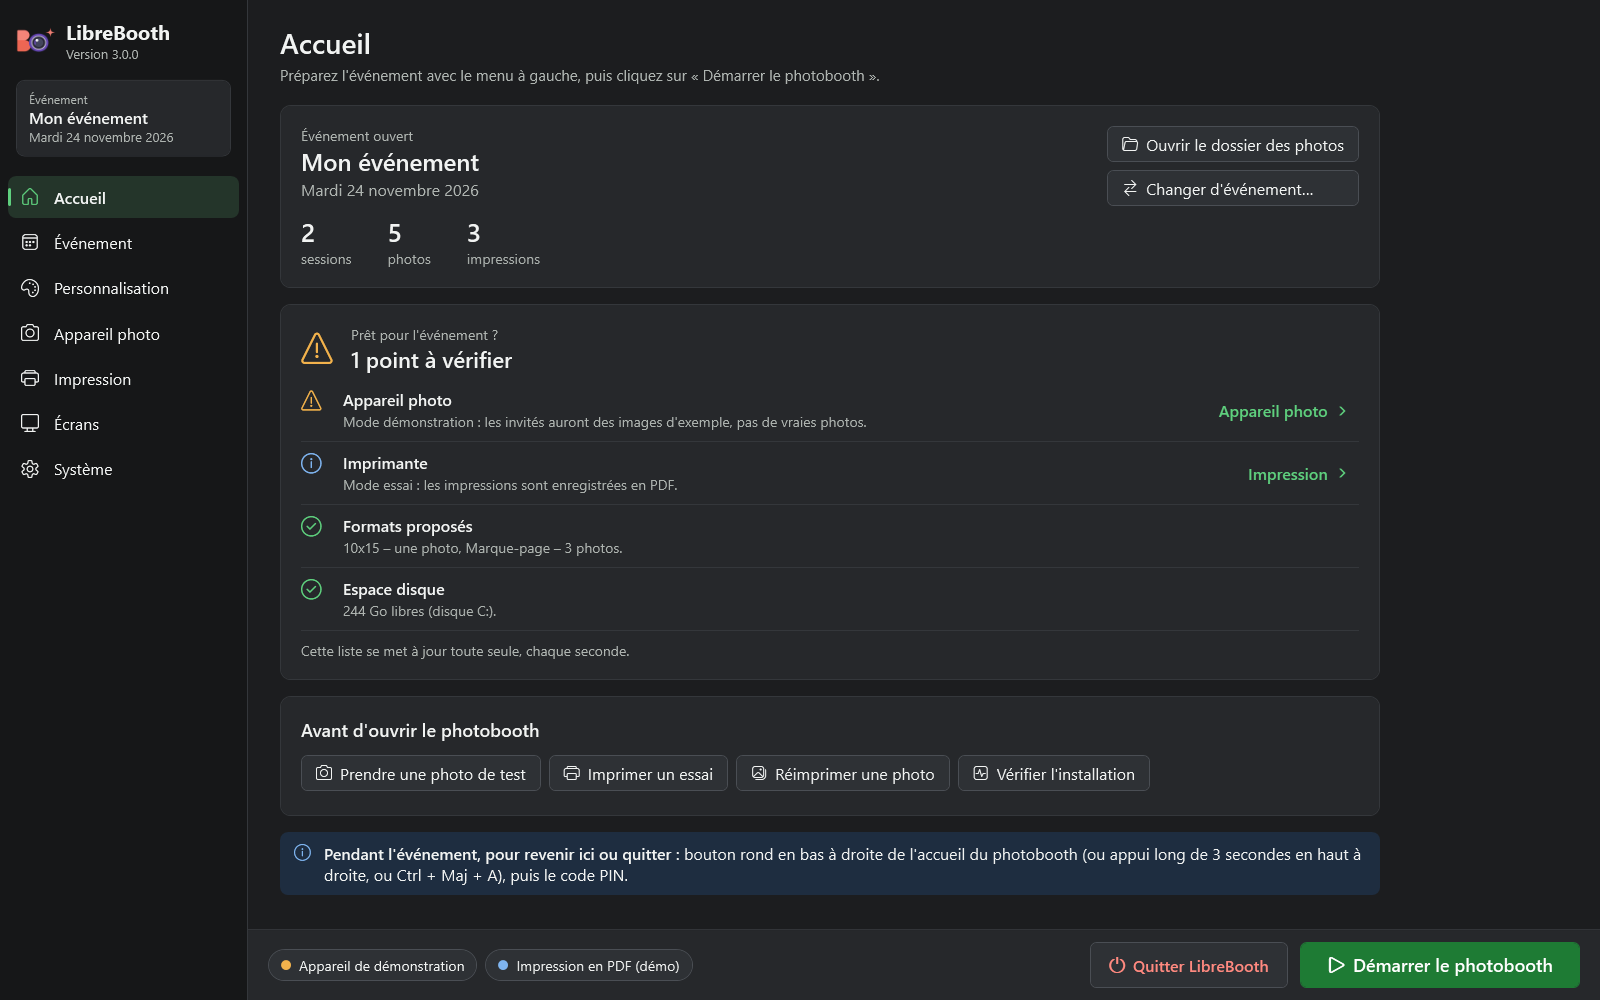 LibreBooth
Version 3.0.0
Événement
Mon événement
Mardi 24 novembre 2026
Accueil
Événement
Personnalisation
Appareil photo
Impression
Écrans
Système
Accueil
Préparez l'événement avec le menu à gauche, puis cliquez sur « Démarrer le photobooth ».
Événement ouvert
Mon événement
Mardi 24 novembre 2026
2
sessions
5
photos
3
impressions
Ouvrir le dossier des photos
Changer d'événement...
Prêt pour l'événement ?
1 point à vérifier
Appareil photo
Mode démonstration : les invités auront des images d'exemple, pas de vraies photos.
Appareil photo
Imprimante
Mode essai : les impressions sont enregistrées en PDF.
Impression
Formats proposés
10x15 – une photo, Marque-page – 3 photos.
Espace disque
244 Go libres (disque C:).
Cette liste se met à jour toute seule, chaque seconde.
Avant d'ouvrir le photobooth
Prendre une photo de test
Imprimer un essai
Réimprimer une photo
Vérifier l'installation
Pendant l'événement, pour revenir ici ou quitter : bouton rond en bas à droite de l'accueil du photobooth (ou appui long de 3 secondes en haut à
droite, ou Ctrl + Maj + A), puis le code PIN.
Appareil de démonstration
Impression en PDF (démo)
Quitter LibreBooth
Démarrer le photobooth